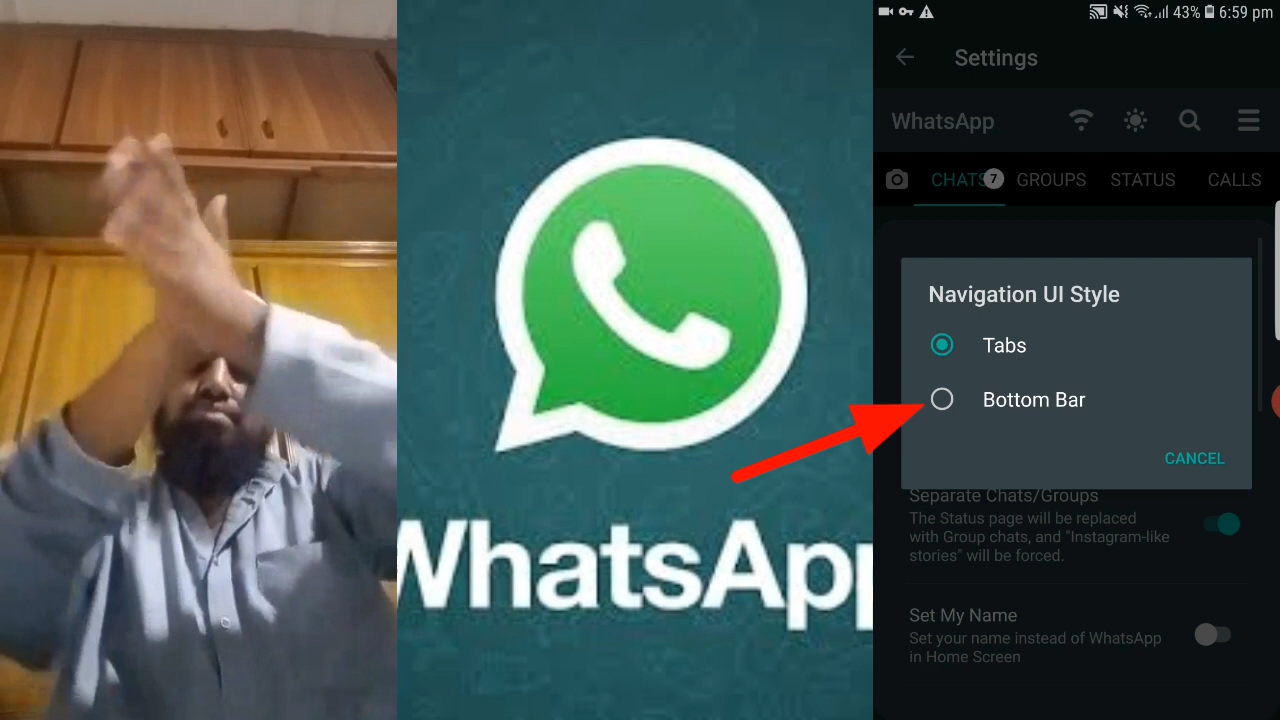 WhatsApp
43% 6:59 pm
Settings
WhatsApp
CHATS 7 GROUPS STATUS CALLS
Navigation UI Style
Tabs
Bottom Bar
CANCEL
Separate Chats/Groups
The Status page will be replaced
with Group chats, and "Instagram-like
stories" will be forced.
Set My Name
Set your name instead of WhatsApp
in Home Screen